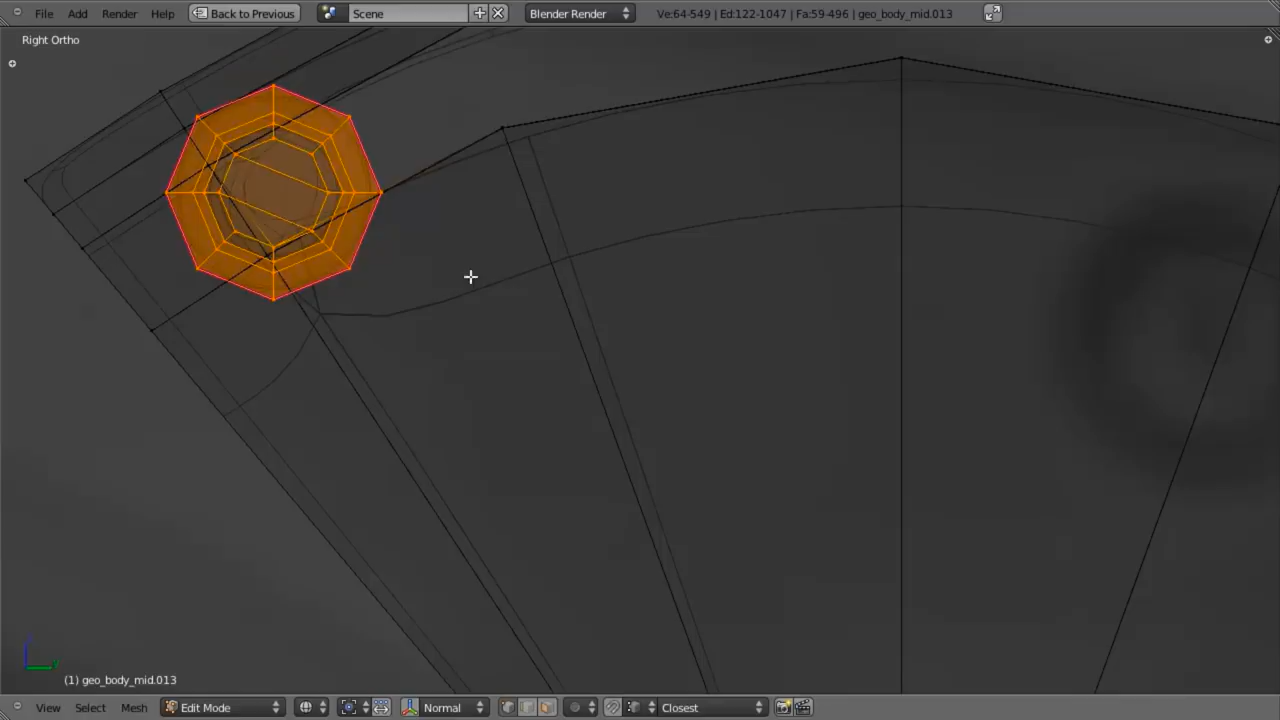 File Add Render Help Back to Previous Scene Blender Render Ve:64-549 | Ed:122-1047 | Fa:59-496 | geo_body_mid.013
Right Ortho
(1) geo_body_mid.013
View Select Mesh Edit Mode Normal Closest